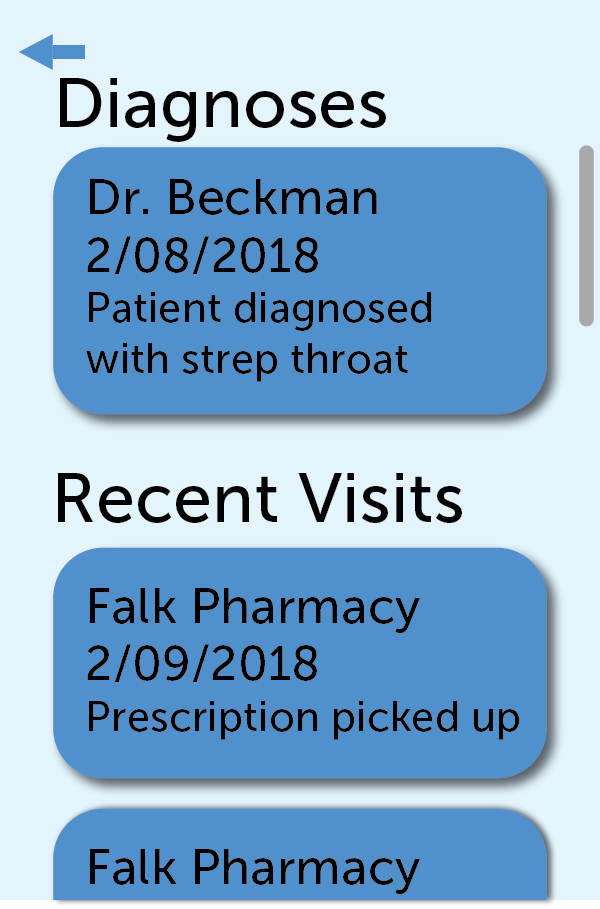 Diagnoses
Dr. Beckman
2/08/2018
Patient diagnosed
with strep throat
Recent Visits
Falk Pharmacy
2/09/2018
Prescription picked up
Falk Pharmacy